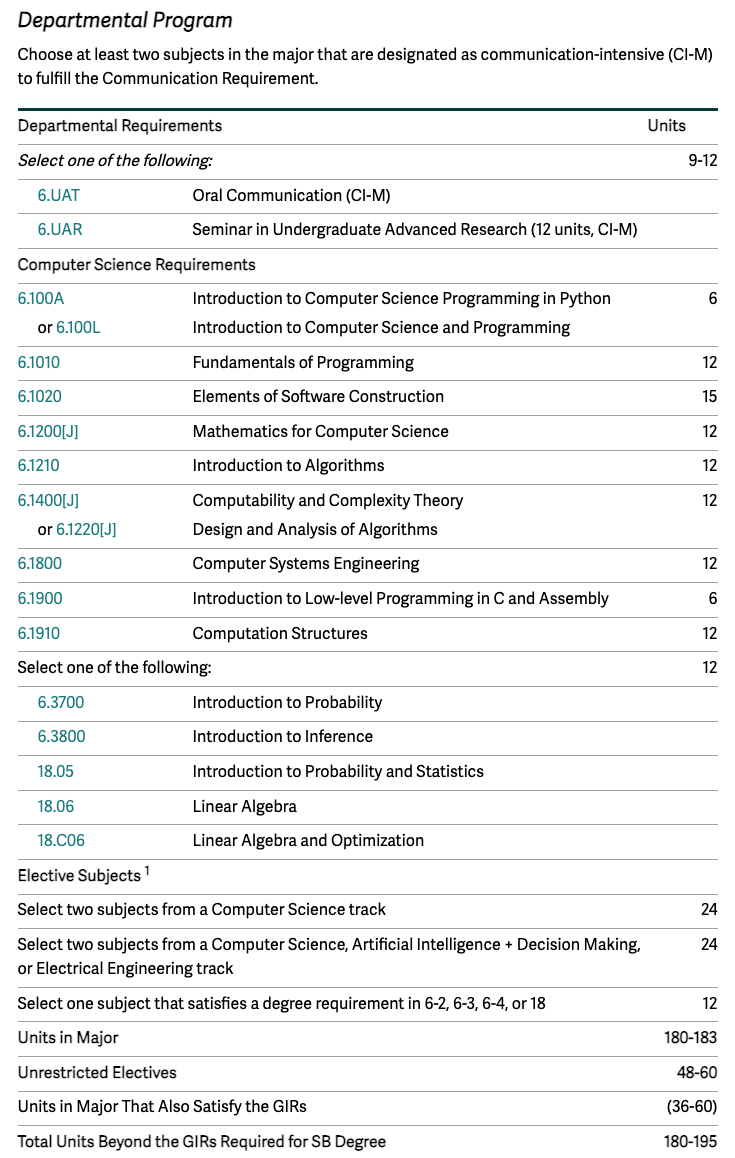 Departmental Program
Choose at least two subjects in the major that are designated as communication-intensive (CI-M)
to fulfill the Communication Requirement.
Departmental Requirements Units
Select one of the following: 9-12
6.UAT Oral Communication (CI-M)
6.UAR Seminar in Undergraduate Advanced Research (12 units, CI-M)
Computer Science Requirements
6.100A Introduction to Computer Science Programming in Python 6
or 6.100L Introduction to Computer Science and Programming
6.1010 Fundamentals of Programming 12
6.1020 Elements of Software Construction 15
6.1200[J] Mathematics for Computer Science 12
6.1210 Introduction to Algorithms 12
6.1400[J] Computability and Complexity Theory 12
or 6.1220[J] Design and Analysis of Algorithms
6.1800 Computer Systems Engineering 12
6.1900 Introduction to Low-level Programming in C and Assembly 6
6.1910 Computation Structures 12
Select one of the following: 12
6.3700 Introduction to Probability
6.3800 Introduction to Inference
18.05 Introduction to Probability and Statistics
18.06 Linear Algebra
18.C06 Linear Algebra and Optimization
Elective Subjects 1
Select two subjects from a Computer Science track 24
Select two subjects from a Computer Science, Artificial Intelligence + Decision Making, 24
or Electrical Engineering track
Select one subject that satisfies a degree requirement in 6-2, 6-3, 6-4, or 18 12
Units in Major 180-183
Unrestricted Electives 48-60
Units in Major That Also Satisfy the GIRs (36-60)
Total Units Beyond the GIRs Required for SB Degree 180-195